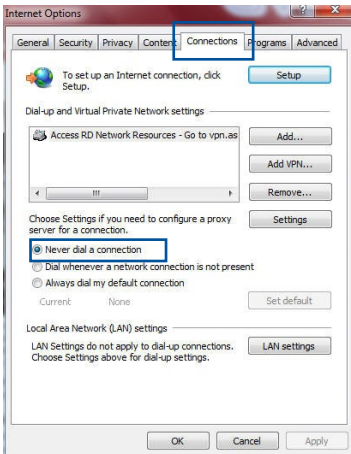 Internet Options
General Security Privacy Content Connections Programs Advanced
To set up an Internet connection, click
Setup.
Setup
Dial-up and Virtual Private Network settings
Access RD Network Resources - Go to vpn.as
Add...
Add VPN...
Remove...
Choose Settings if you need to configure a proxy
server for a connection.
Settings
Never dial a connection
Dial whenever a network connection is not present
Always dial my default connection
Current None
Set default
Local Area Network (LAN) settings
LAN Settings do not apply to dial-up connections.
Choose Settings above for dial-up settings.
LAN settings
OK Cancel Apply